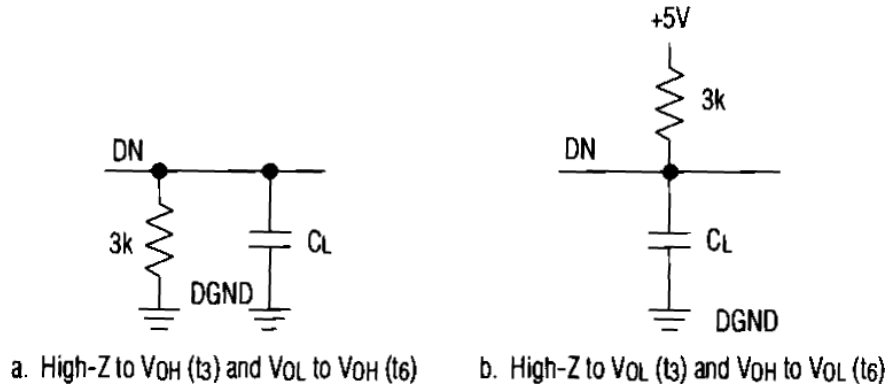 +5V
3k
DN
DN
3k
CL
CL
DGND
DGND
a. High-Z to VOH (t3) and VOL to VOH (t6)
b. High-Z to VOL (t3) and VOH to VOL (t6)